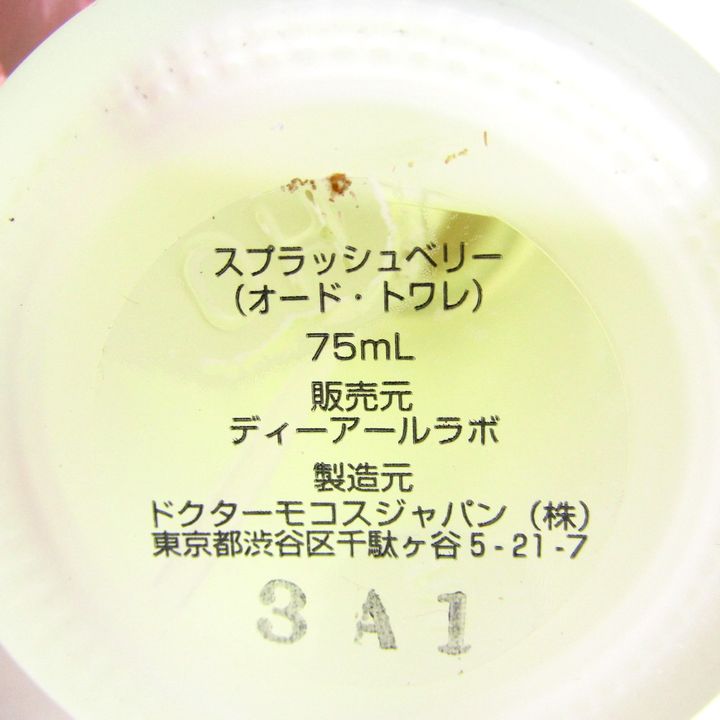 スプラッシュベリー
（オード・トワレ）
75mL
販売元
ディーアールラボ
製造元
ドクターモコスジャパン（株）
東京都渋谷区千駄ヶ谷5-21-7
3A1